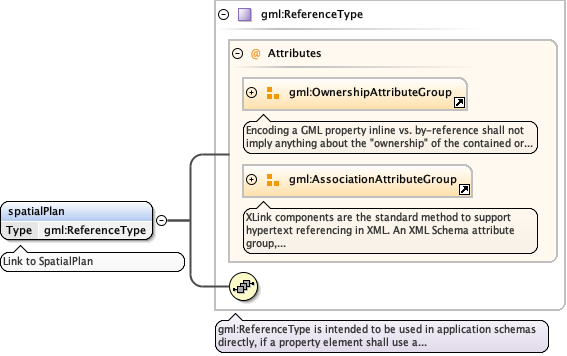 gml:ReferenceType
@ Attributes
gml:OwnershipAttributeGroup
Encoding a GML property inline vs. by-reference shall not
imply anything about the "ownership" of the contained or...
gml:AssociationAttributeGroup
XLink components are the standard method to support
hypertext referencing in XML. An XML Schema attribute
group,...
spatialPlan
Type gml:ReferenceType
Link to SpatialPlan
gml:ReferenceType is intended to be used in application schemas
directly, if a property element shall use a...